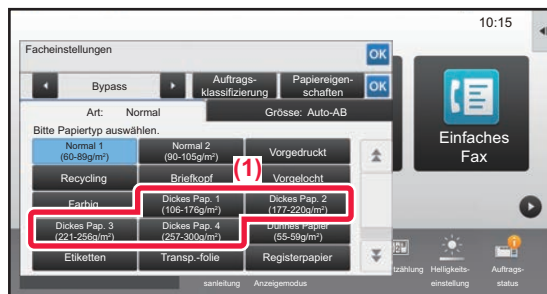 10:15
Facheinstellungen
OK
Bypass
Auftrags-
klassifizierung
Papiereigen-
schaften
OK
Art: Normal
Grösse: Auto-AB
Bitte Papiertyp auswählen.
Normal 1
(60-89g/m²)
Normal 2
(90-105g/m²)
Vorgedruckt
Recycling
Briefkopf
(1)
Vorgelocht
Farbig
Dickes Pap. 1
(106-176g/m²)
Dickes Pap. 2
(177-220g/m²)
Dickes Pap. 3
(221-256g/m²)
Dickes Pap. 4
(257-300g/m²)
Dünnes Papier
(55-59g/m²)
Etiketten
Transp.-folie
Registerpapier
Einfaches
Fax
tzählung
Helligkeits-
einstellung
Auftrags-
status
sanleitung
Anzeigemodus